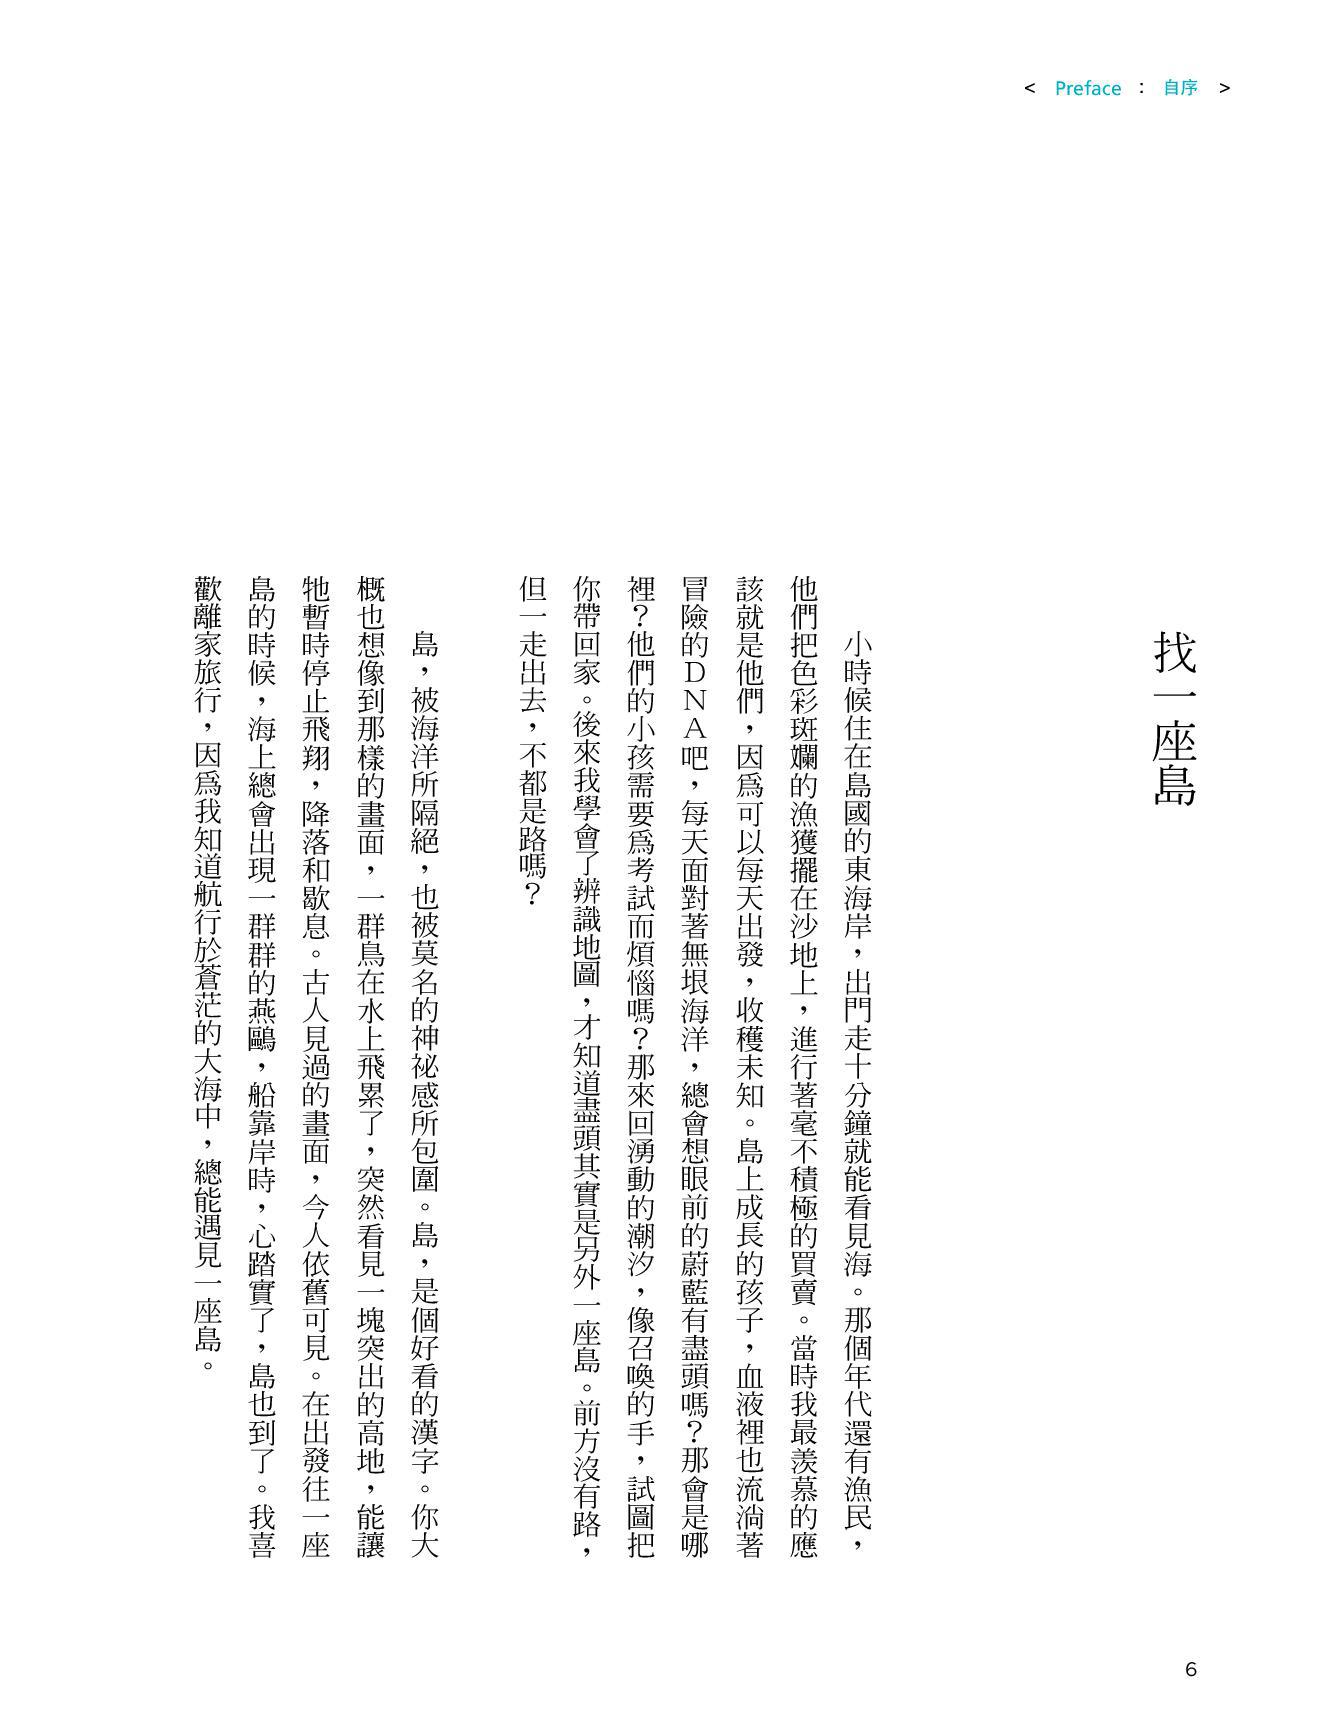 < Preface : 自序 >
找一座島
小時候住在島國的東海岸，出門走十分鐘就能看見海。那個年代還有漁民，
他們把色彩斑斕的漁獲擺在沙地上，進行著毫不積極的買賣。當時我最羨慕的應
該就是他們，因為可以每天出發，收穫未知。島上成長的孩子，血液裡也流淌著
冒險的ＤＮＡ吧，每天面對著無垠海洋，總會想眼前的蔚藍有盡頭嗎？那會是哪
裡？他們的小孩需要為考試而煩惱嗎？那來回湧動的潮汐，像召喚的手，試圖把
你帶回家。後來我學會了辨識地圖，才知道盡頭其實是另外一座島。前方沒有路，
但一走出去，不都是路嗎？
島，被海洋所隔絕，也被莫名的神祕感所包圍。島，是個好看的漢字。你大
概也想像到那樣的畫面，一群鳥在水上飛累了，突然看見一塊突出的高地，能讓
牠暫時停止飛翔，降落和歇息。古人見過的畫面，今人依舊可見。在出發往一座
島的時候，海上總會出現一群群的燕鷗，船靠岸時，心踏實了，島也到了。我喜
歡離家旅行，因為我知道航行於蒼茫的大海中，總能遇見一座島。
6